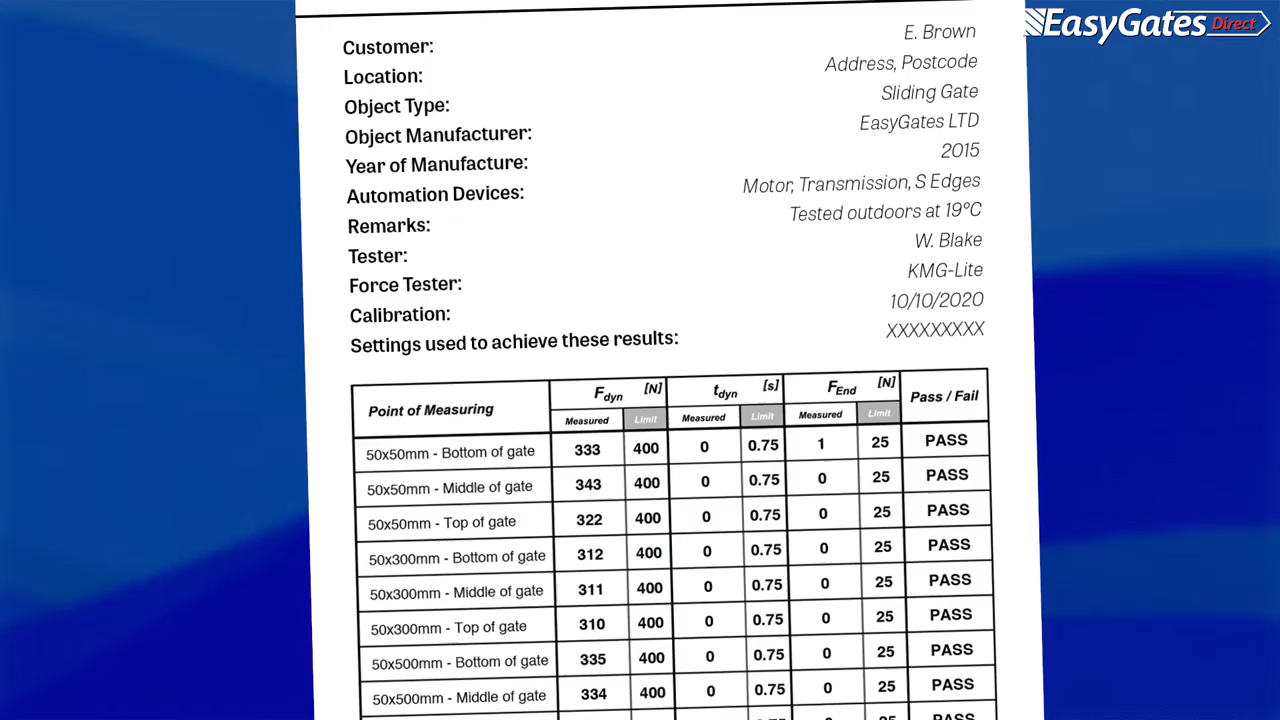 EasyGates Direct
Customer: E. Brown
Location: Address, Postcode
Object Type: Sliding Gate
Object Manufacturer: EasyGates LTD
Year of Manufacture: 2015
Automation Devices: Motor, Transmission, S Edges
Remarks: Tested outdoors at 19°C
Tester: W. Blake
Force Tester: KMG-Lite
Calibration: 10/10/2020
Settings used to achieve these results: XXXXXXXXX
Point of Measuring Fdyn [N] tdyn [s] FEnd [N] Pass / Fail
Measured Limit Measured Limit Measured Limit
50x50mm - Bottom of gate 333 400 0 0.75 1 25 PASS
50x50mm - Middle of gate 343 400 0 0.75 0 25 PASS
50x50mm - Top of gate 322 400 0 0.75 0 25 PASS
50x300mm - Bottom of gate 312 400 0 0.75 0 25 PASS
50x300mm - Middle of gate 311 400 0 0.75 0 25 PASS
50x300mm - Top of gate 310 400 0 0.75 0 25 PASS
50x500mm - Bottom of gate 335 400 0 0.75 0 25 PASS
50x500mm - Middle of gate 334 400 0 0.75 0 25 PASS